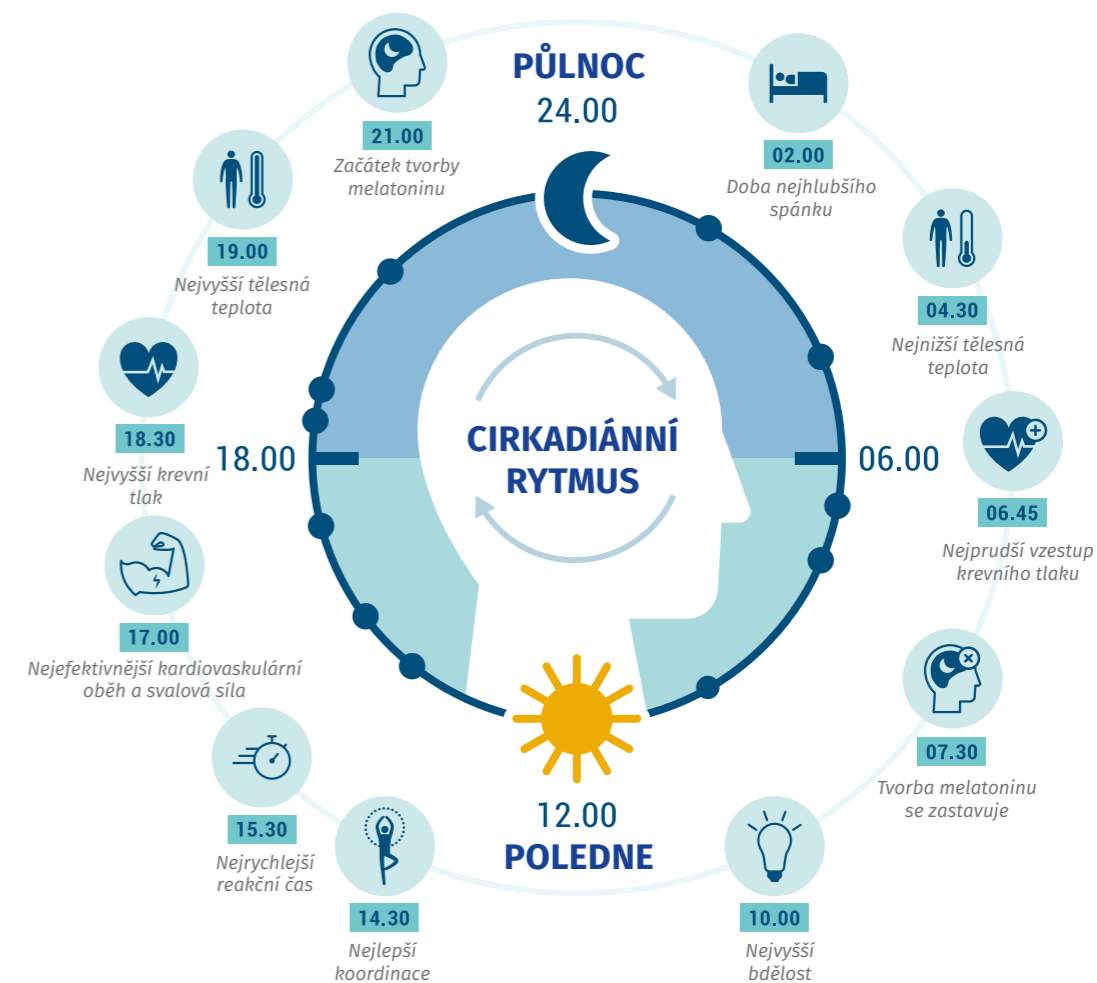 PŮLNOC
24.00
02.00
Doba nejhlubšího
spánku
04.30
Nejnižší tělesná
teplota
06.00
06.45
Nejprudší vzestup
krevního tlaku
07.30
Tvorba melatoninu
se zastavuje
10.00
Nejvyšší
bdělost
12.00
POLEDNE
14.30
Nejlepší
koordinace
15.30
Nejrychlejší
reakční čas
17.00
Nejefektivnější kardiovaskulární
oběh a svalová síla
18.00
18.30
Nejvyšší krevní
tlak
19.00
Nejvyšší tělesná
teplota
21.00
Začátek tvorby
melatoninu
CIRKADIÁNNÍ
RYTMUS